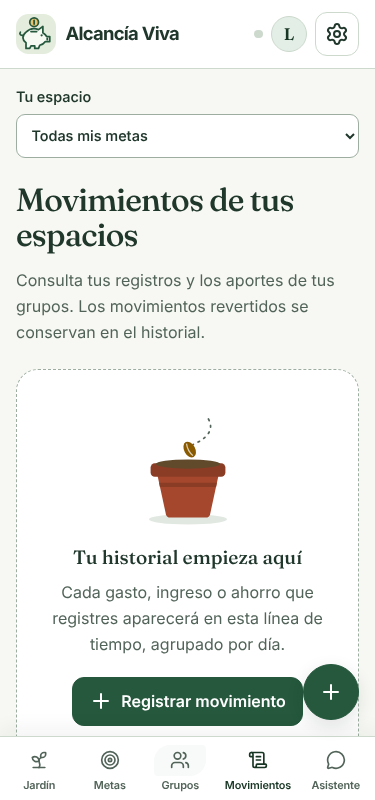 Alcancía Viva
L
Tu espacio
Todas mis metas
Movimientos de tus
espacios
Consulta tus registros y los aportes de tus
grupos. Los movimientos revertidos se
conservan en el historial.
Tu historial empieza aquí
Cada gasto, ingreso o ahorro que
registres aparecerá en esta línea de
tiempo, agrupado por día.
Registrar movimiento
Jardín Metas Grupos Movimientos Asistente